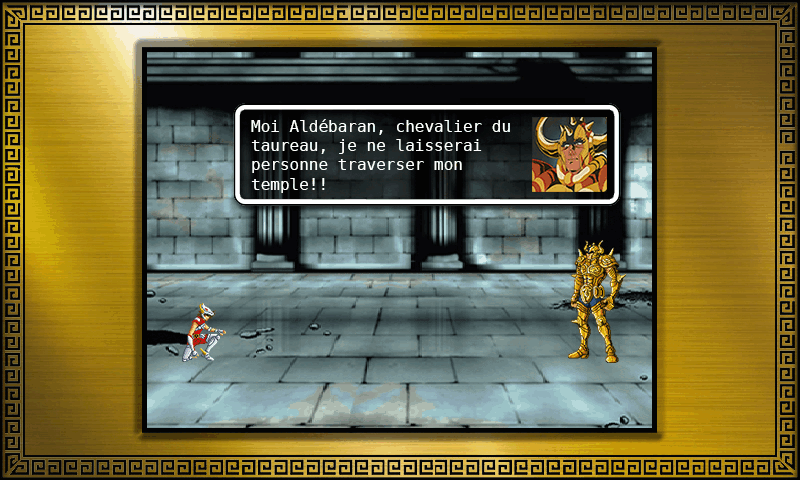 Moi Aldébaran, chevalier du
taureau, je ne laisserai
personne traverser mon
temple!!